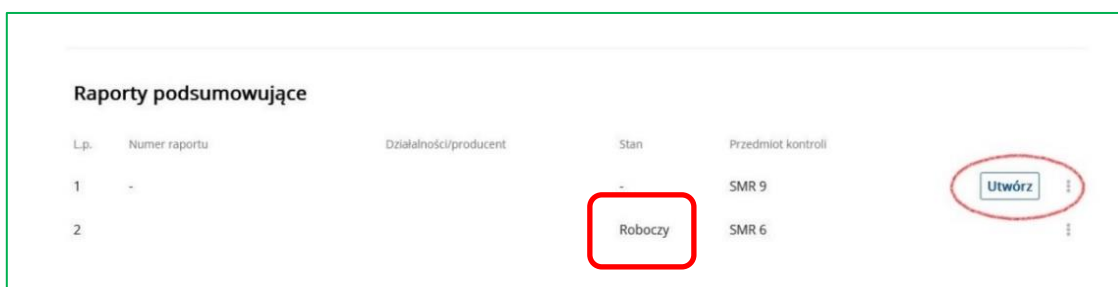 Raporty podsumowujące
L.p. Numer raportu Działalności/producent Stan Przedmiot kontroli
1 - - SMR 9 Utwórz
2 Roboczy SMR 6